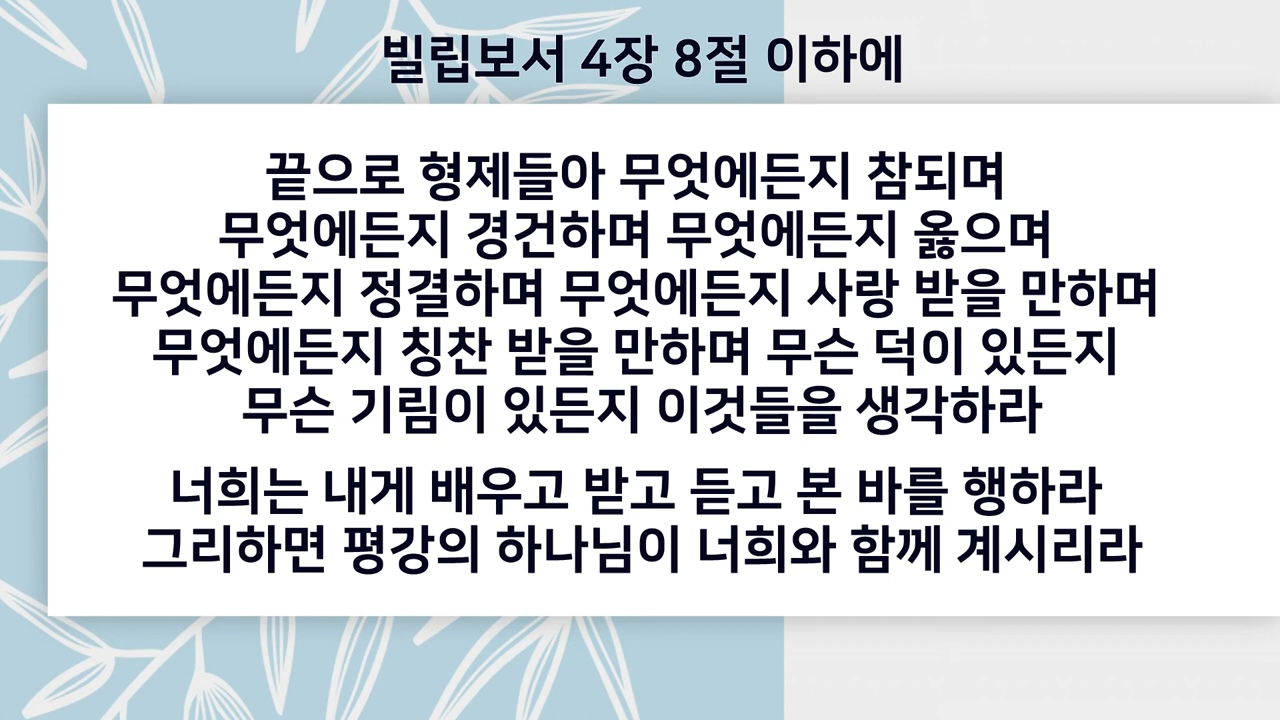 빌립보서 4장 8절 이하에
끝으로 형제들아 무엇에든지 참되며
무엇에든지 경건하며 무엇에든지 옳으며
무엇에든지 정결하며 무엇에든지 사랑 받을 만하며
무엇에든지 칭찬 받을 만하며 무슨 덕이 있든지
무슨 기림이 있든지 이것들을 생각하라
너희는 내게 배우고 받고 듣고 본 바를 행하라
그리하면 평강의 하나님이 너희와 함께 계시리라